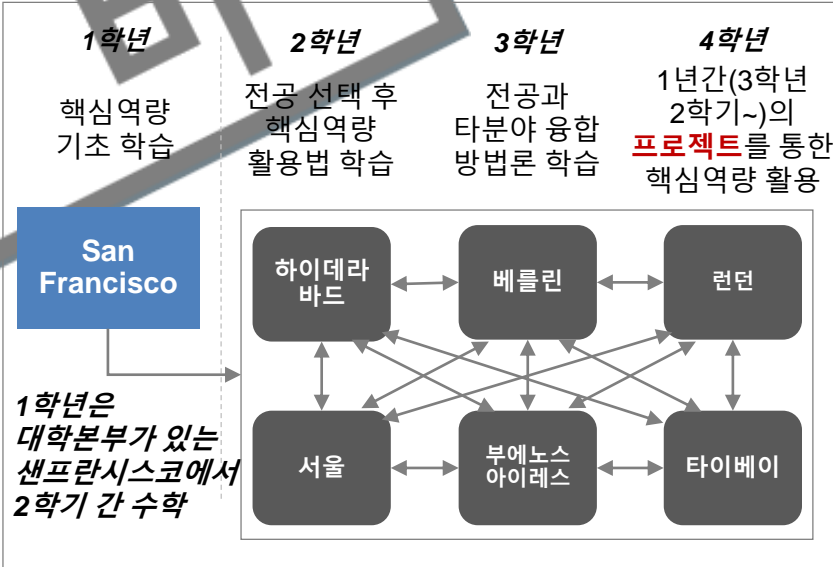 1학년
핵심역량
기초 학습
2학년
전공 선택 후
핵심역량
활용법 학습
3학년
전공과
타분야 융합
방법론 학습
4학년
1년간(3학년
2학기~)의
프로젝트를 통한
핵심역량 활용
San
Francisco
하이데라
바드
베를린
런던
서울
부에노스
아이레스
타이베이
1학년은
대학본부가 있는
샌프란시스코에서
2학기 간 수학